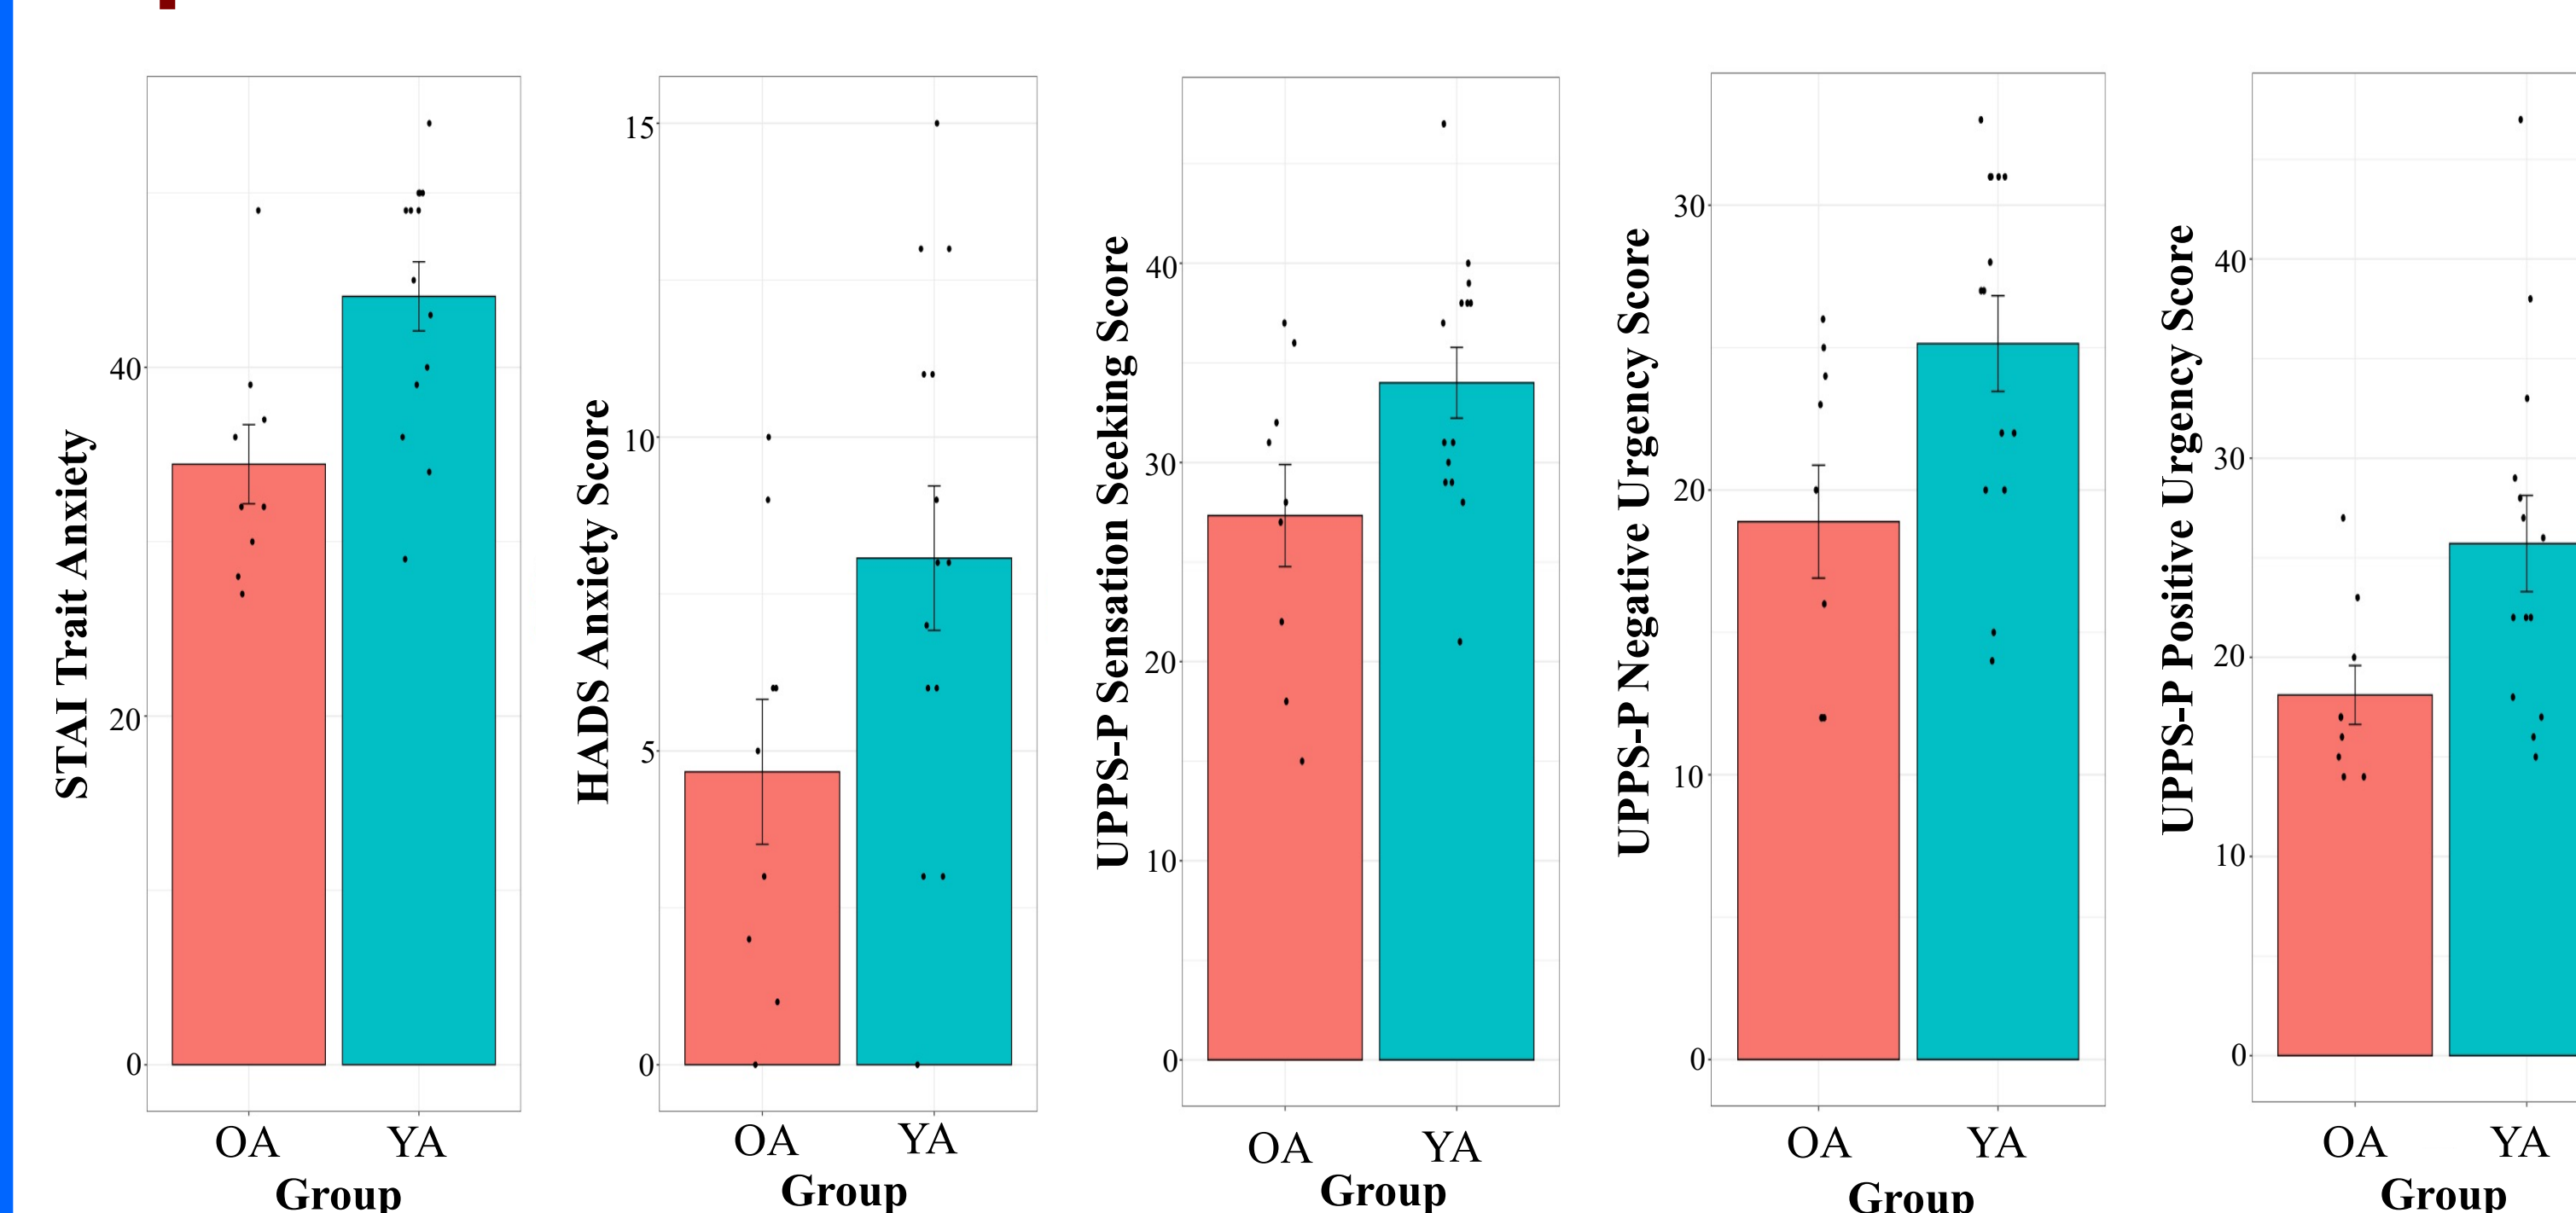 STAI Trait Anxiety
40
20
0
OA YA
Group
HADS Anxiety Score
15
10
5
0
OA YA
Group
UPPS-P Sensation Seeking Score
40
30
20
10
0
OA YA
Group
UPPS-P Negative Urgency Score
30
20
10
0
OA YA
Group
UPPS-P Positive Urgency Score
40
30
20
10
0
OA YA
Group